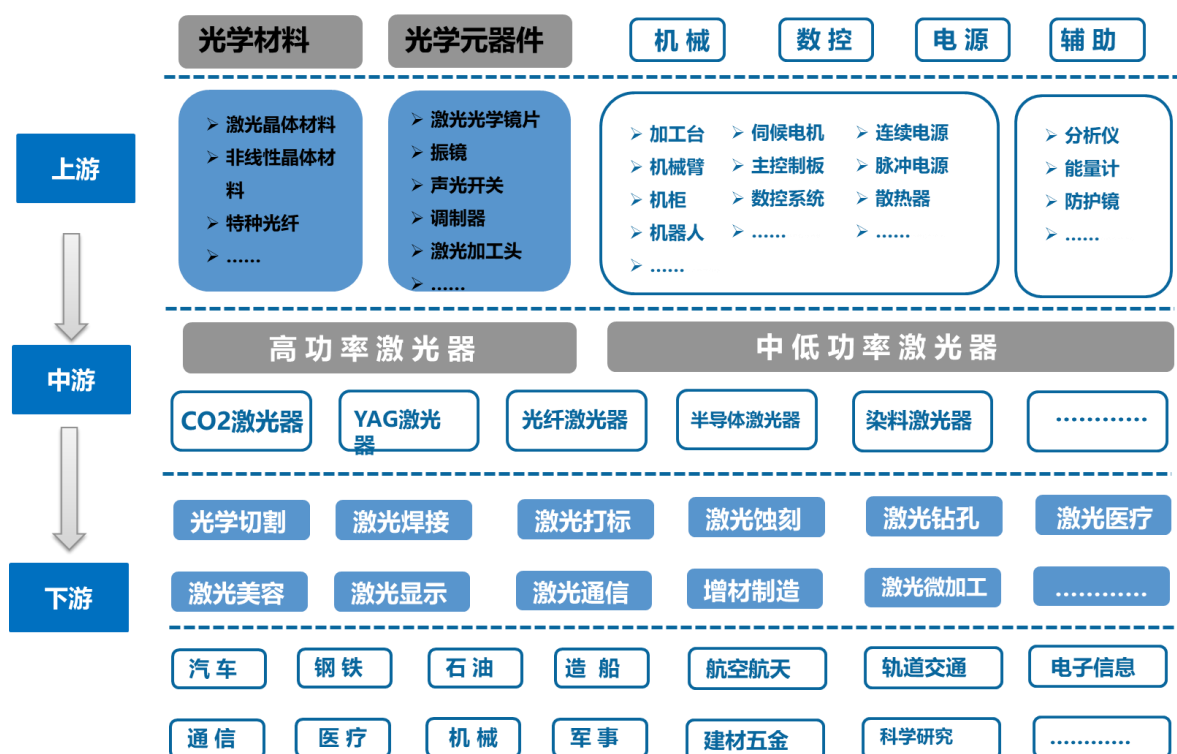 光学材料
光学元器件
机 械
数 控
电 源
辅 助
上游
➢ 激光晶体材料
➢ 非线性晶体材
料
➢ 特种光纤
➢ ......
➢ 激光光学镜片
➢ 振镜
➢ 声光开关
➢ 调制器
➢ 激光加工头
➢ ......
➢ 加工台
➢ 机械臂
➢ 机柜
➢ 机器人
➢ ......
➢ 伺候电机
➢ 主控制板
➢ 数控系统
➢ ......
➢ 连续电源
➢ 脉冲电源
➢ 散热器
➢ ......
➢ 分析仪
➢ 能量计
➢ 防护镜
➢ ......
中游
高 功 率 激 光 器
中 低 功 率 激 光 器
CO2激光器
YAG激光
器
光纤激光器
半导体激光器
染料激光器
............
下游
光学切割
激光焊接
激光打标
激光蚀刻
激光钻孔
激光医疗
激光美容
激光显示
激光通信
增材制造
激光微加工
............
汽 车
钢 铁
石 油
造 船
航空航天
轨道交通
电子信息
通 信
医 疗
机 械
军 事
建材五金
科学研究
............